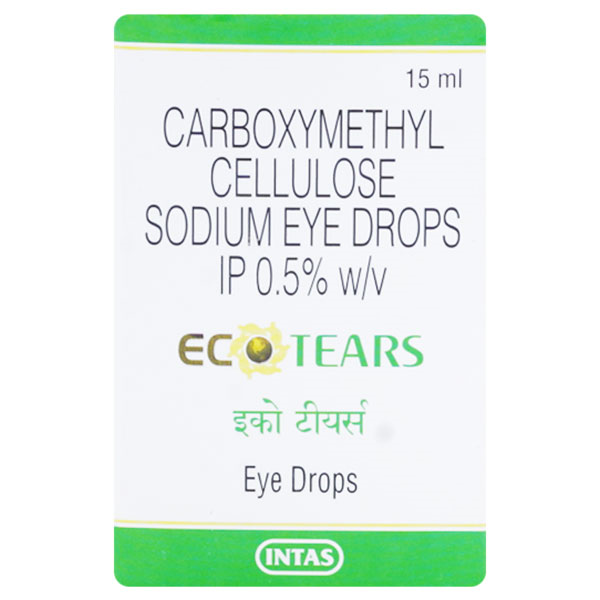 15 ml
CARBOXYMETHYL
CELLULOSE
SODIUM EYE DROPS
IP 0.5% w/v
ECOTEARS
इको टीयर्स
Eye Drops
INTAS